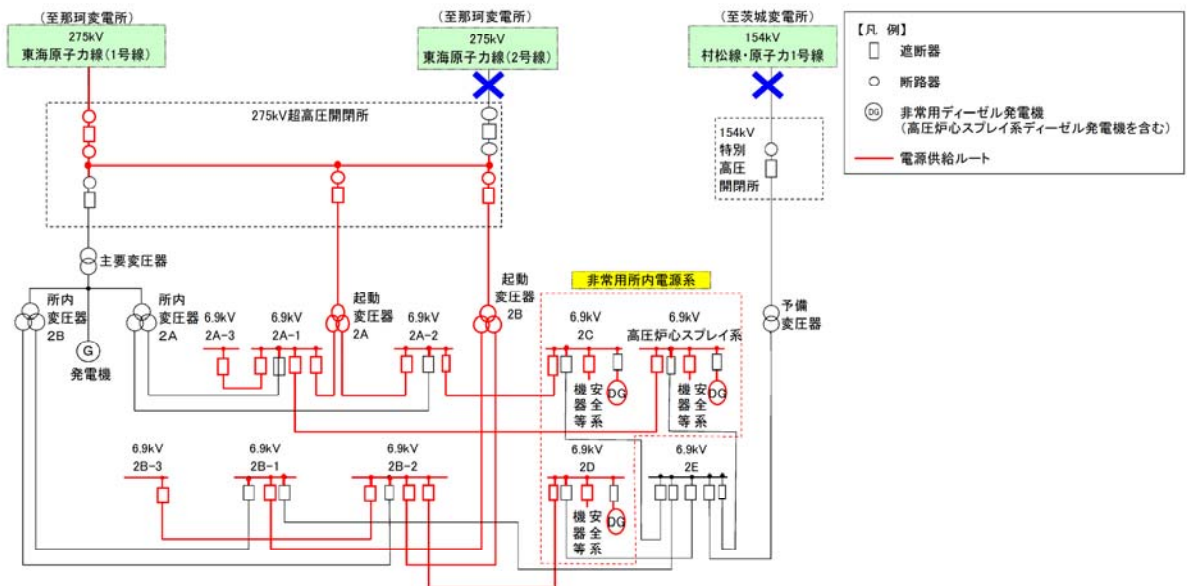 (至那珂変電所)
275kV
東海原子力線(1号線)
(至那珂変電所)
275kV
東海原子力線(2号線)
(至茨城変電所)
154kV
村松線・原子力1号線
【凡 例】
遮断器
断路器
DG
非常用ディーゼル発電機
(高圧炉心スプレイ系ディーゼル発電機を含む)
電源供給ルート
275kV超高圧開閉所
154kV
特別
高圧
開閉所
主要変圧器
所内
変圧器
2B
所内
変圧器
2A
G
発電機
6.9kV
2A-3
6.9kV
2A-1
起動
変圧器
2A
6.9kV
2A-2
起動
変圧器
2B
非常用所内電源系
6.9kV
2C
安全系
機器等
DG
6.9kV
高圧炉心スプレイ系
安全系
機器等
DG
予備
変圧器
6.9kV
2B-3
6.9kV
2B-1
6.9kV
2B-2
6.9kV
2D
安全系
機器等
DG
6.9kV
2E